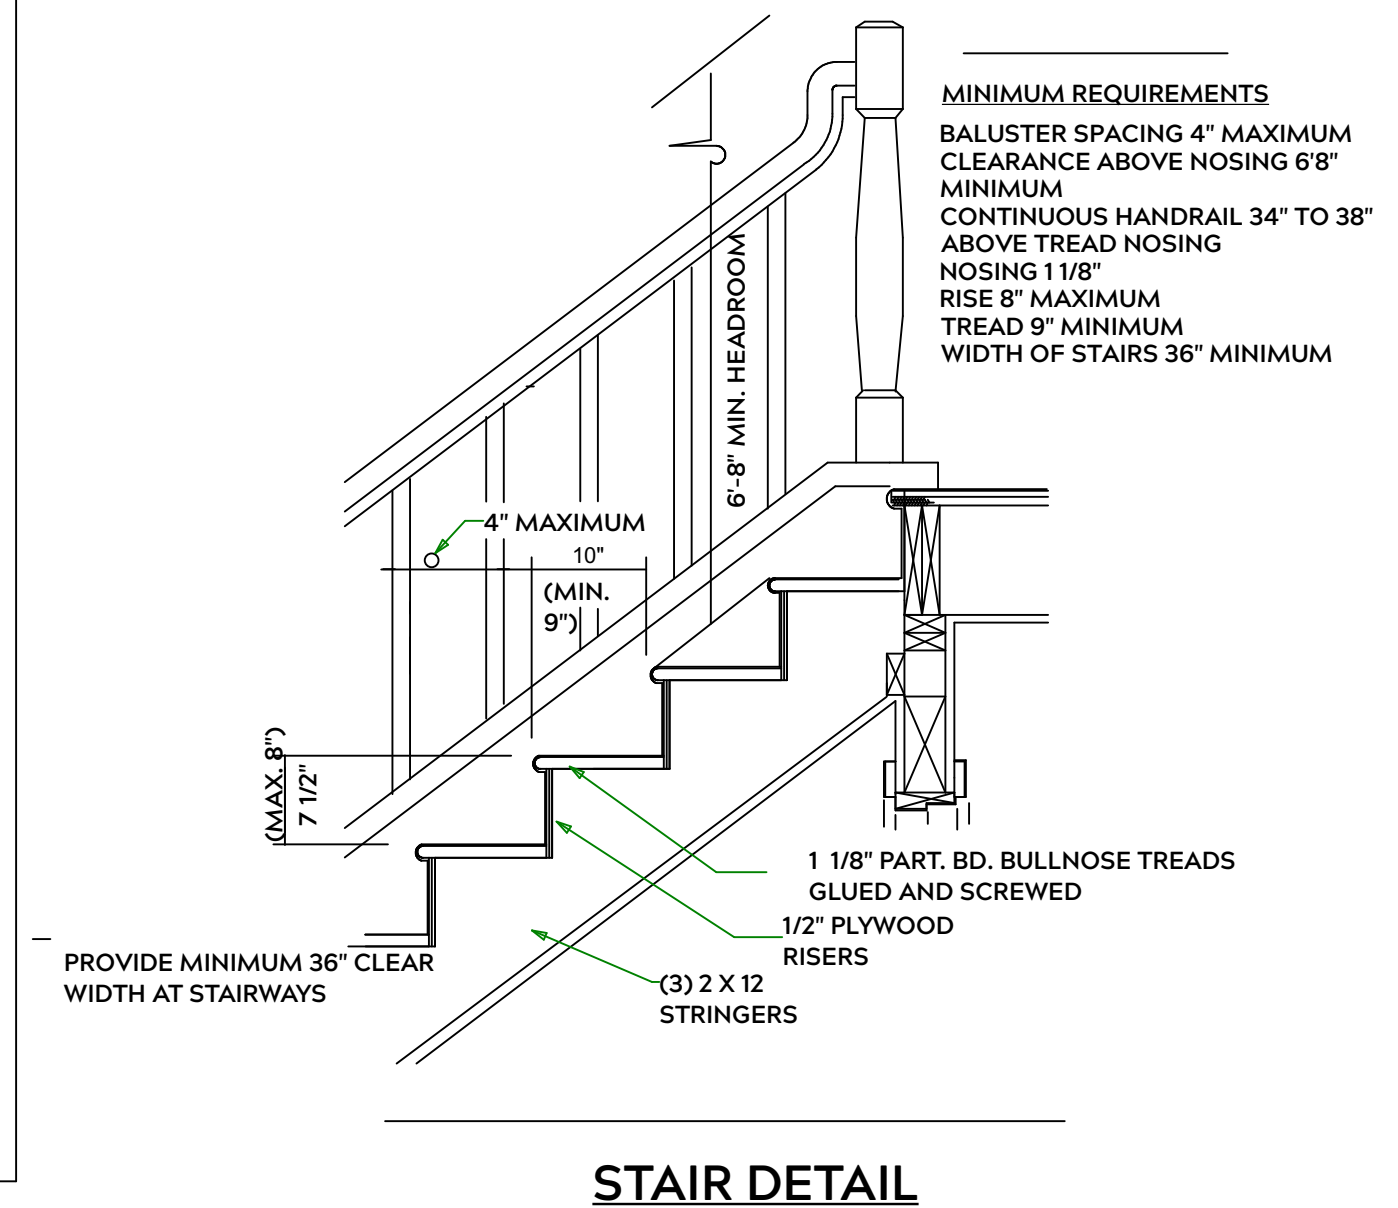 MINIMUM REQUIREMENTS
BALUSTER SPACING 4" MAXIMUM
CLEARANCE ABOVE NOSING 6'8"
MINIMUM
CONTINUOUS HANDRAIL 34" TO 38"
ABOVE TREAD NOSING
NOSING 1 1/8"
RISE 8" MAXIMUM
TREAD 9" MINIMUM
WIDTH OF STAIRS 36" MINIMUM
6'-8" MIN. HEADROOM
4" MAXIMUM
10"
(MIN.
9")
(MAX. 8")
7 1/2"
1 1/8" PART. BD. BULLNOSE TREADS
GLUED AND SCREWED
1/2" PLYWOOD
RISERS
PROVIDE MINIMUM 36" CLEAR
WIDTH AT STAIRWAYS
(3) 2 X 12
STRINGERS
STAIR DETAIL